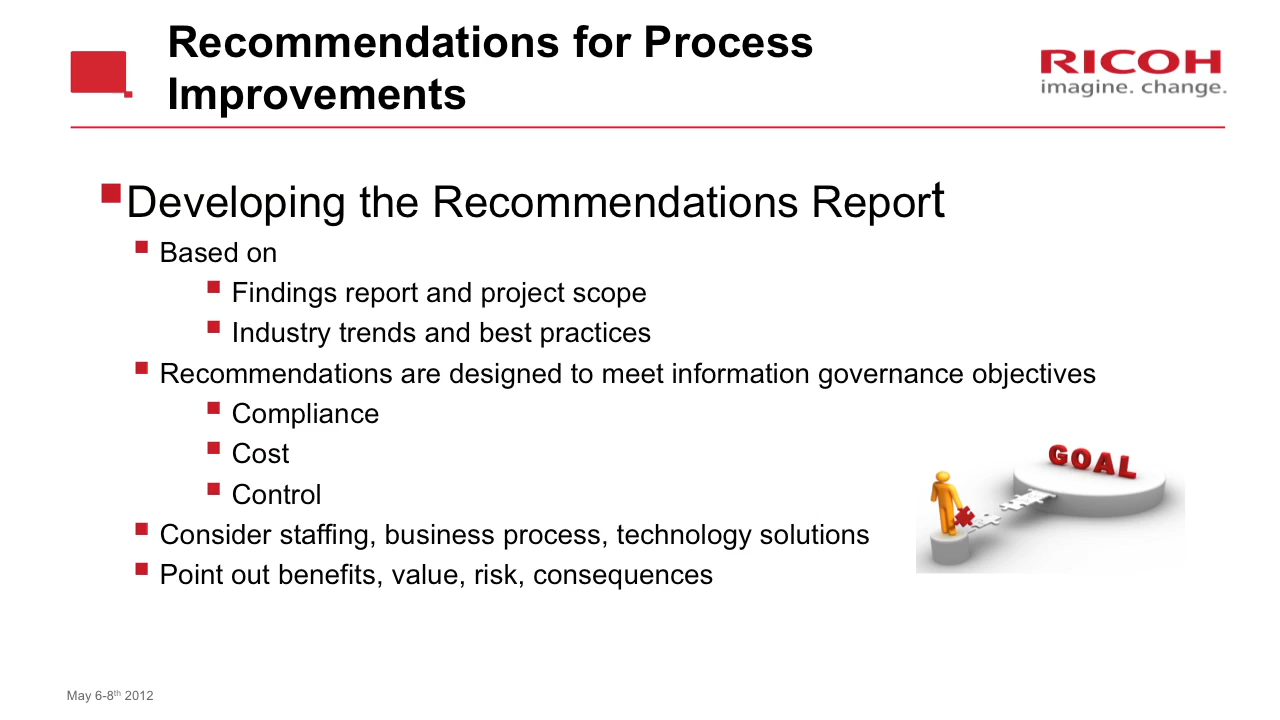 Recommendations for Process
Improvements
RICOH
imagine. change.
Developing the Recommendations Report
Based on
Findings report and project scope
Industry trends and best practices
Recommendations are designed to meet information governance objectives
Compliance
Cost
Control
Consider staffing, business process, technology solutions
Point out benefits, value, risk, consequences
GOAL
May 6-8th 2012